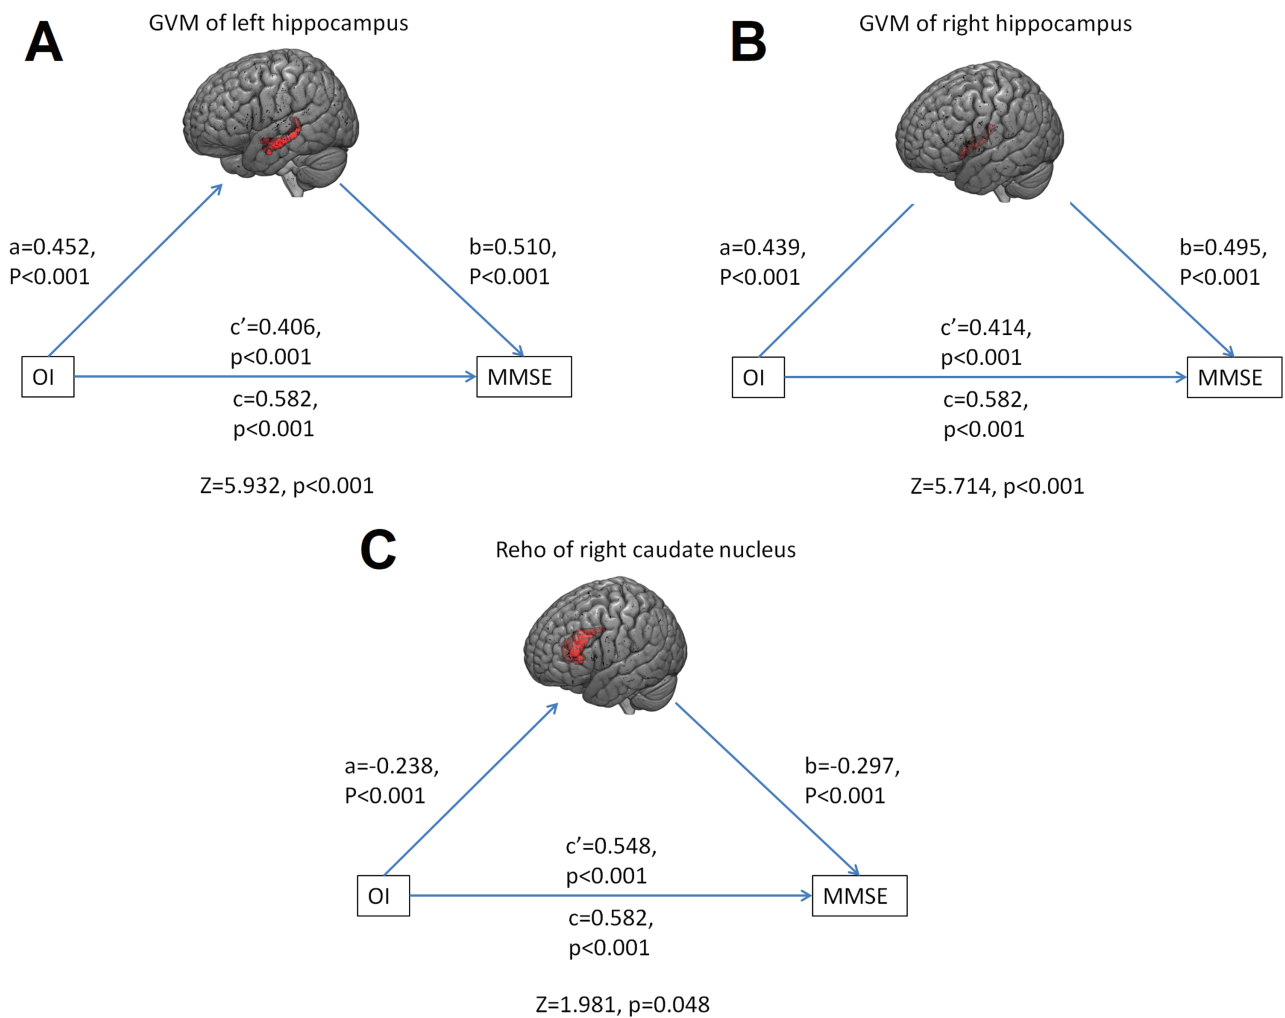 A
GVM of left hippocampus
a=0.452,
P<0.001
b=0.510,
P<0.001
c’=0.406,
p<0.001
OI
MMSE
c=0.582,
p<0.001
Z=5.932, p<0.001
B
GVM of right hippocampus
a=0.439,
P<0.001
b=0.495,
P<0.001
c’=0.414,
p<0.001
OI
MMSE
c=0.582,
p<0.001
Z=5.714, p<0.001
C
Reho of right caudate nucleus
a=-0.238,
P<0.001
b=-0.297,
P<0.001
c’=0.548,
p<0.001
OI
MMSE
c=0.582,
p<0.001
Z=1.981, p=0.048